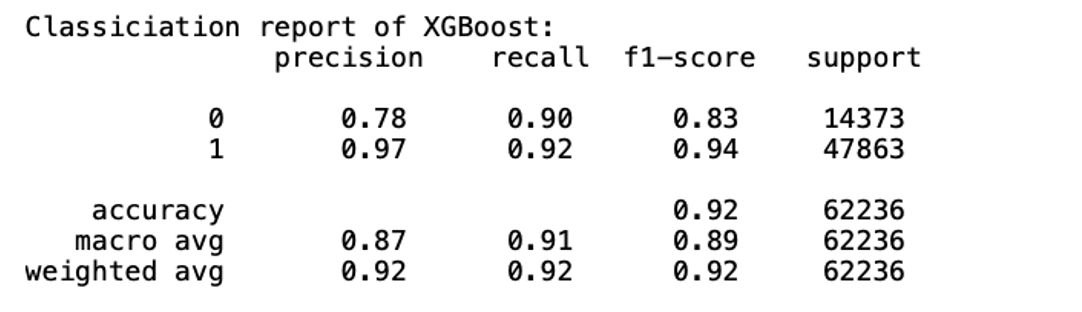 Classiciation report of XGBoost:
precision recall f1-score support
0 0.78 0.90 0.83 14373
1 0.97 0.92 0.94 47863
accuracy 0.92 62236
macro avg 0.87 0.91 0.89 62236
weighted avg 0.92 0.92 0.92 62236